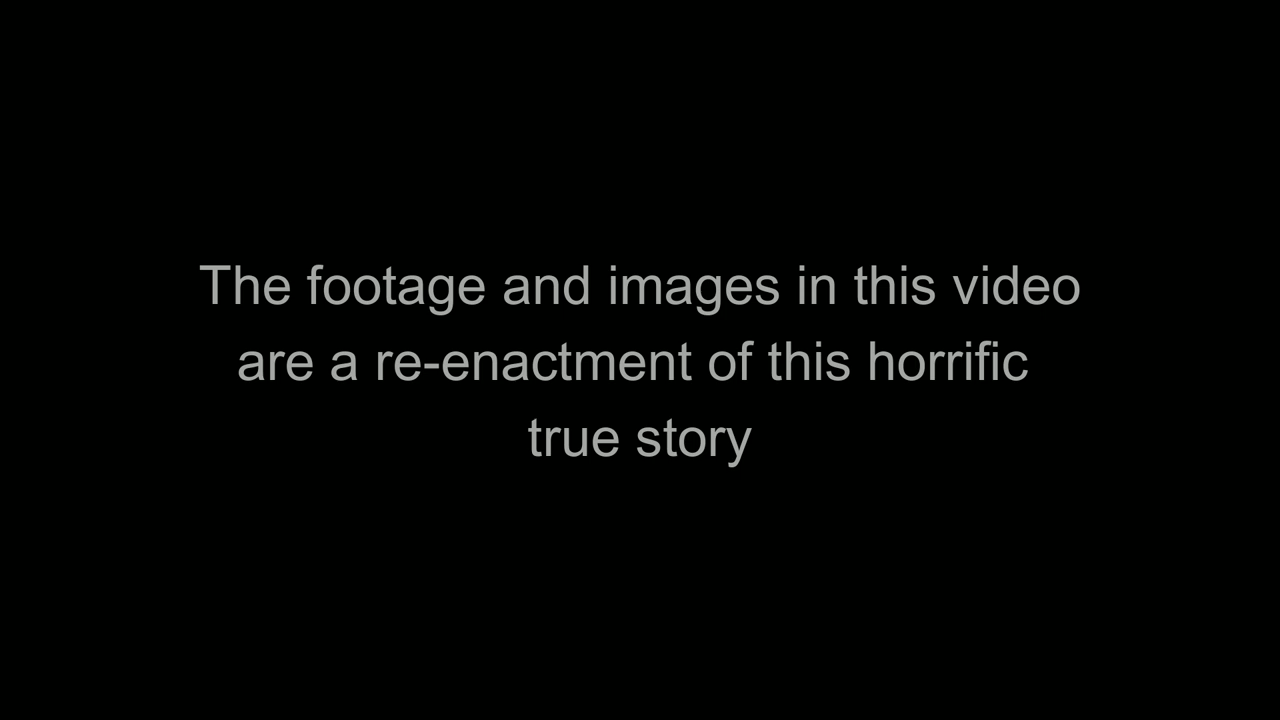 The footage and images in this video
are a re-enactment of this horrific
true story